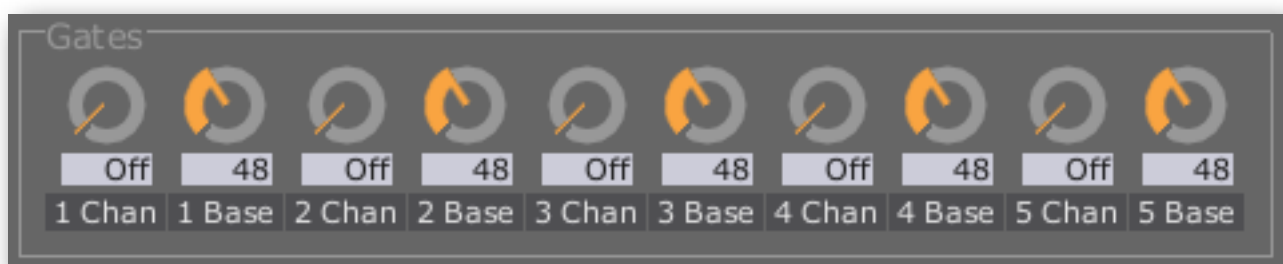 Gates
Off 48 Off 48 Off 48 Off 48 Off 48
1 Chan 1 Base 2 Chan 2 Base 3 Chan 3 Base 4 Chan 4 Base 5 Chan 5 Base